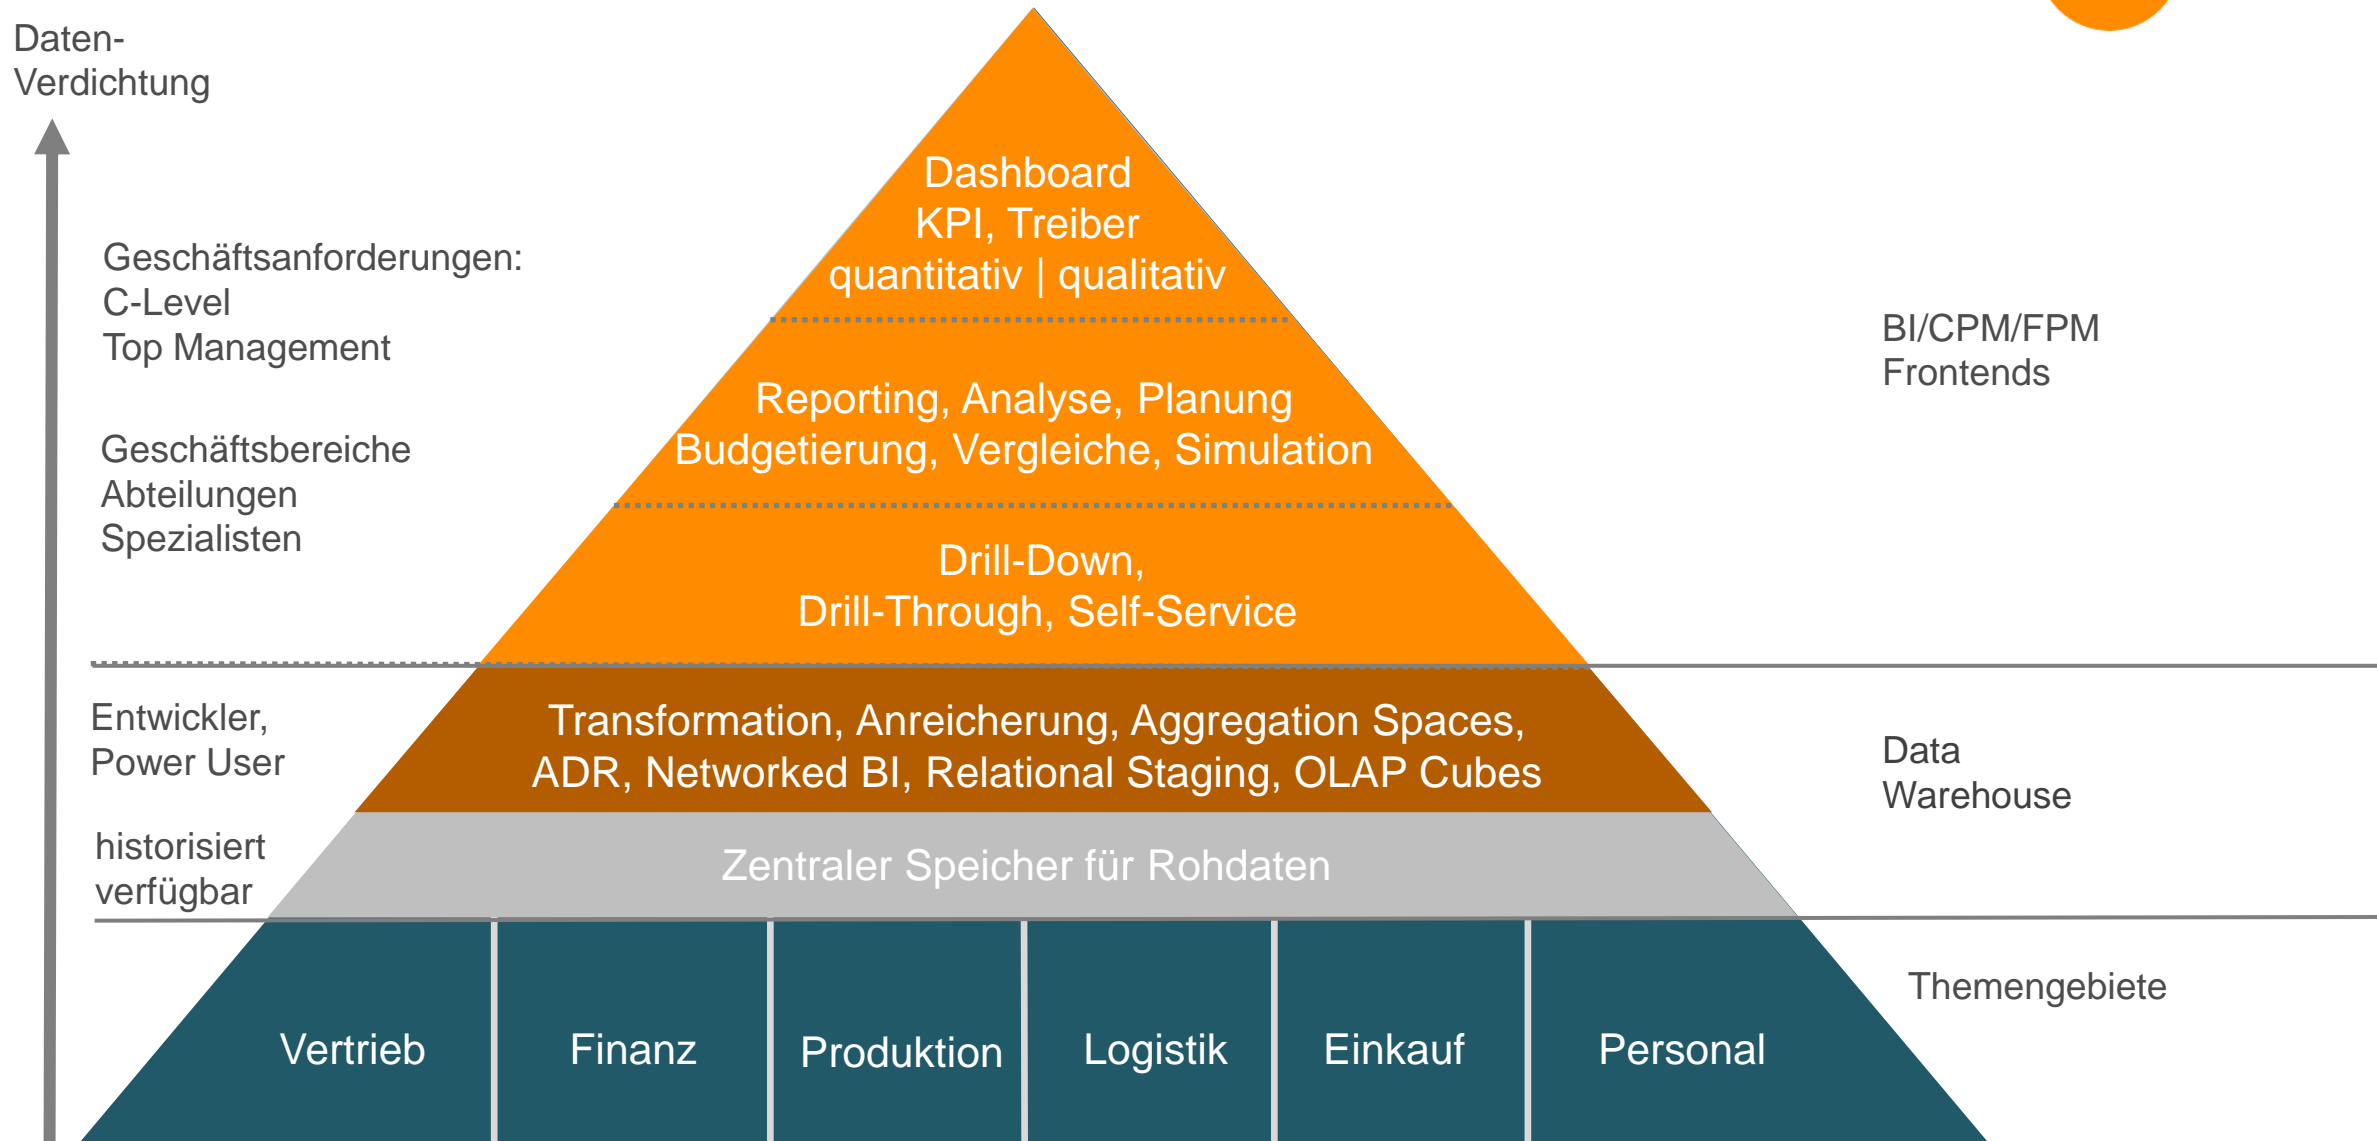 Daten-
Verdichtung
Dashboard
KPI, Treiber
quantitativ | qualitativ
Geschäftsanforderungen:
C-Level
Top Management
BI/CPM/FPM
Frontends
Reporting, Analyse, Planung
Budgetierung, Vergleiche, Simulation
Geschäftsbereiche
Abteilungen
Spezialisten
Drill-Down,
Drill-Through, Self-Service
Entwickler,
Power User
Transformation, Anreicherung, Aggregation Spaces,
ADR, Networked BI, Relational Staging, OLAP Cubes
Data
Warehouse
historisiert
verfügbar
Zentraler Speicher für Rohdaten
Themengebiete
Vertrieb
Finanz
Produktion
Logistik
Einkauf
Personal